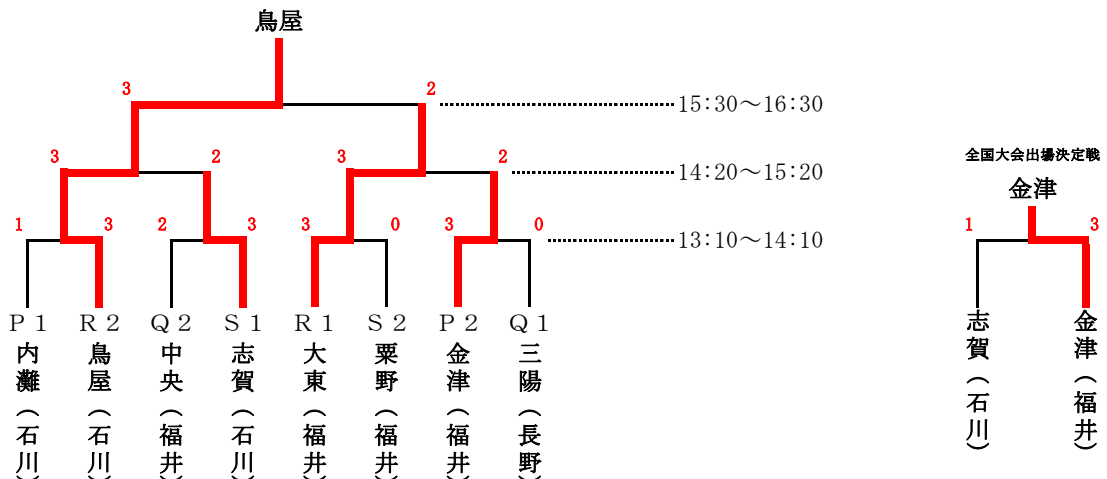 鳥屋
3 2 15:30～16:30
3 2 3 2 14:20～15:20
1 3 2 3 3 0 3 0 13:10～14:10
P1 R2 Q2 S1 R1 S2 P2 Q1
内灘（石川）
鳥屋（石川）
中央（福井）
志賀（石川）
大東（福井）
粟野（福井）
金津（福井）
三陽（長野）
全国大会出場決定戦
金津
1 3
志賀（石川）
金津（福井）